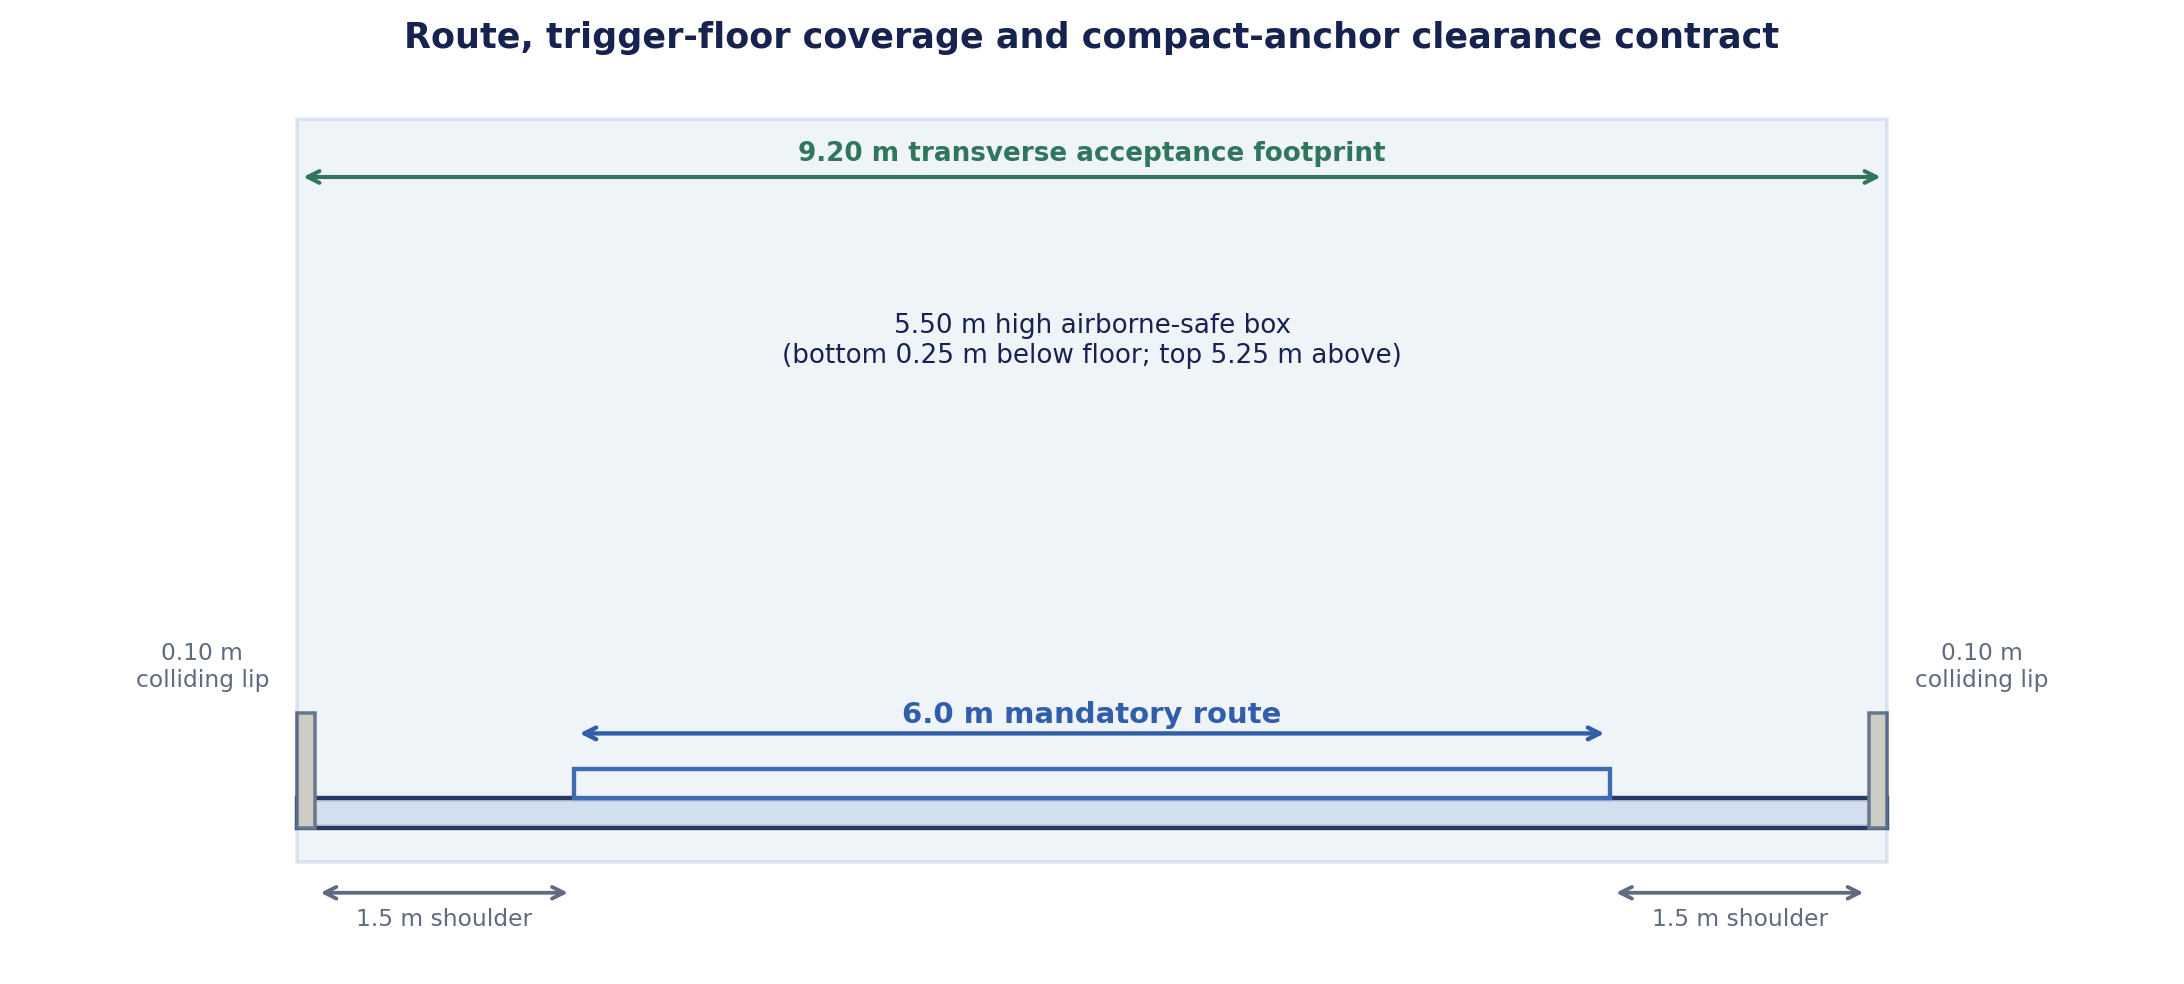 Route, trigger-floor coverage and compact-anchor clearance contract
9.20 m transverse acceptance footprint
5.50 m high airborne-safe box
(bottom 0.25 m below floor; top 5.25 m above)
0.10 m
colliding lip
0.10 m
colliding lip
6.0 m mandatory route
1.5 m shoulder
1.5 m shoulder